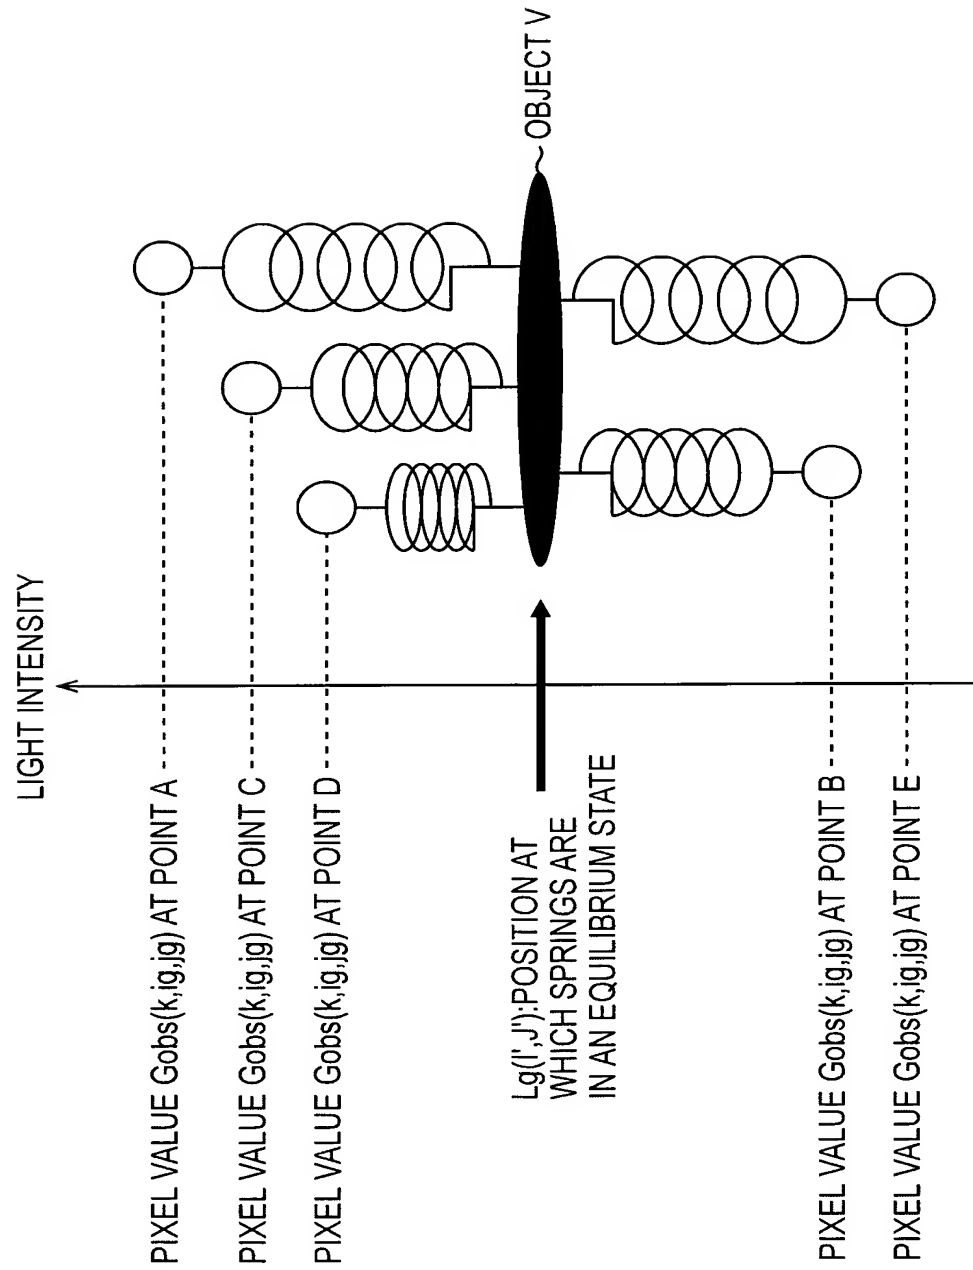 LIGHT INTENSITY
PIXEL VALUE Gobs(k,ig,jg) AT POINT A
PIXEL VALUE Gobs(k,ig,jg) AT POINT C
PIXEL VALUE Gobs(k,ig,jg) AT POINT D
OBJECT V
Lg(I',J'):POSITION AT
WHICH SPRINGS ARE
IN AN EQUILIBRIUM STATE
PIXEL VALUE Gobs(k,ig,jg) AT POINT B
PIXEL VALUE Gobs(k,ig,jg) AT POINT E